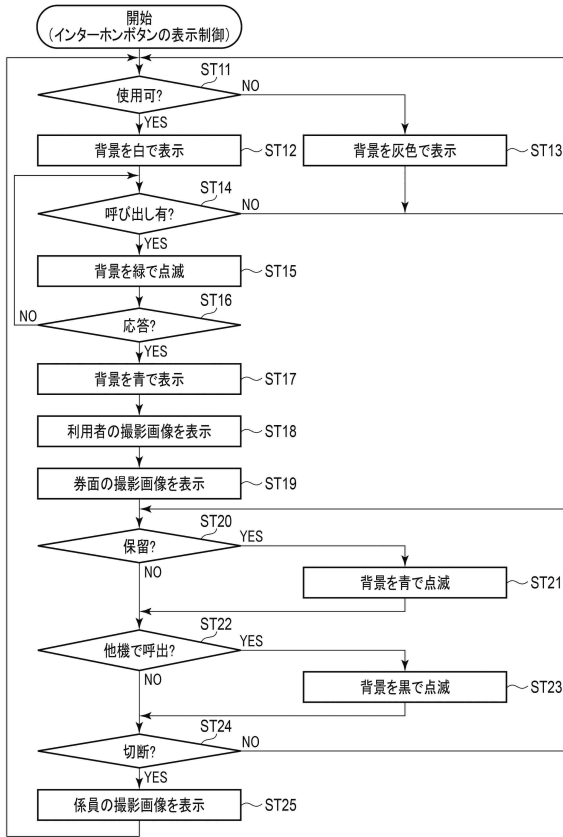 開始
(インターホンボタンの表示制御)
ST11
使用可?
NO
YES
背景を白で表示
ST12
背景を灰色で表示
ST13
ST14
呼び出し有?
NO
YES
背景を緑で点滅
ST15
ST16
応答?
NO
YES
背景を青で表示
ST17
利用者の撮影画像を表示
ST18
券面の撮影画像を表示
ST19
ST20
保留?
YES
NO
背景を青で点滅
ST21
ST22
他機で呼出?
YES
NO
背景を黒で点滅
ST23
ST24
切断?
NO
YES
係員の撮影画像を表示
ST25